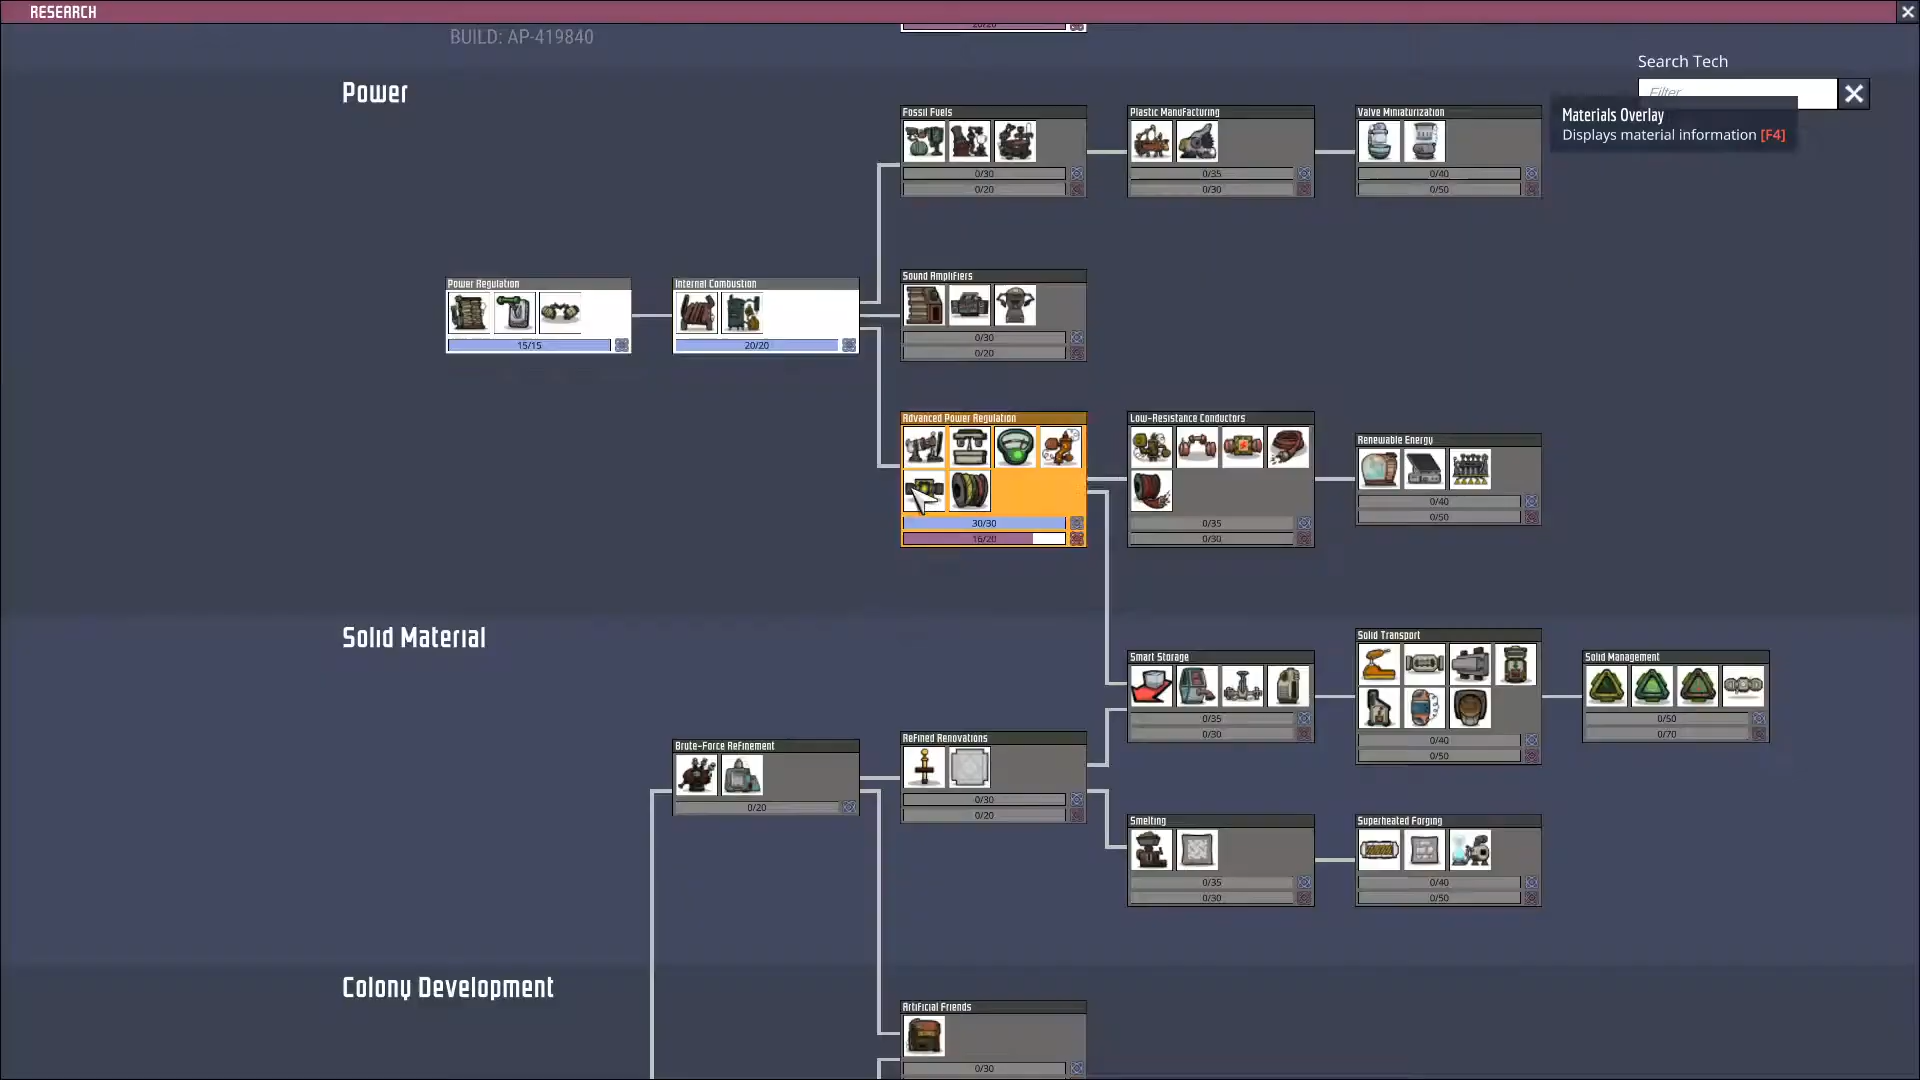 RESEARCH
BUILD: AP-419840
20/20
Power
Search Tech
Filter
Materials Overlay
Displays material information [F4]
Fossil Fuels
0/30
0/20
Plastic Manufacturing
0/35
0/30
Valve Miniaturization
0/40
0/50
Power Regulation
15/15
Internal Combustion
20/20
Sound Amplifiers
0/30
0/20
Advanced Power Regulation
30/30
16/20
Low-Resistance Conductors
0/35
0/30
Renewable Energy
0/40
0/50
Solid Material
Brute-Force Refinement
0/20
Refined Renovations
0/30
0/20
Smart Storage
0/35
0/30
Solid Transport
0/40
0/50
Solid Management
0/50
0/70
Smelting
0/35
0/30
Superheated Forging
0/40
0/50
Colony Development
Artificial Friends
0/30